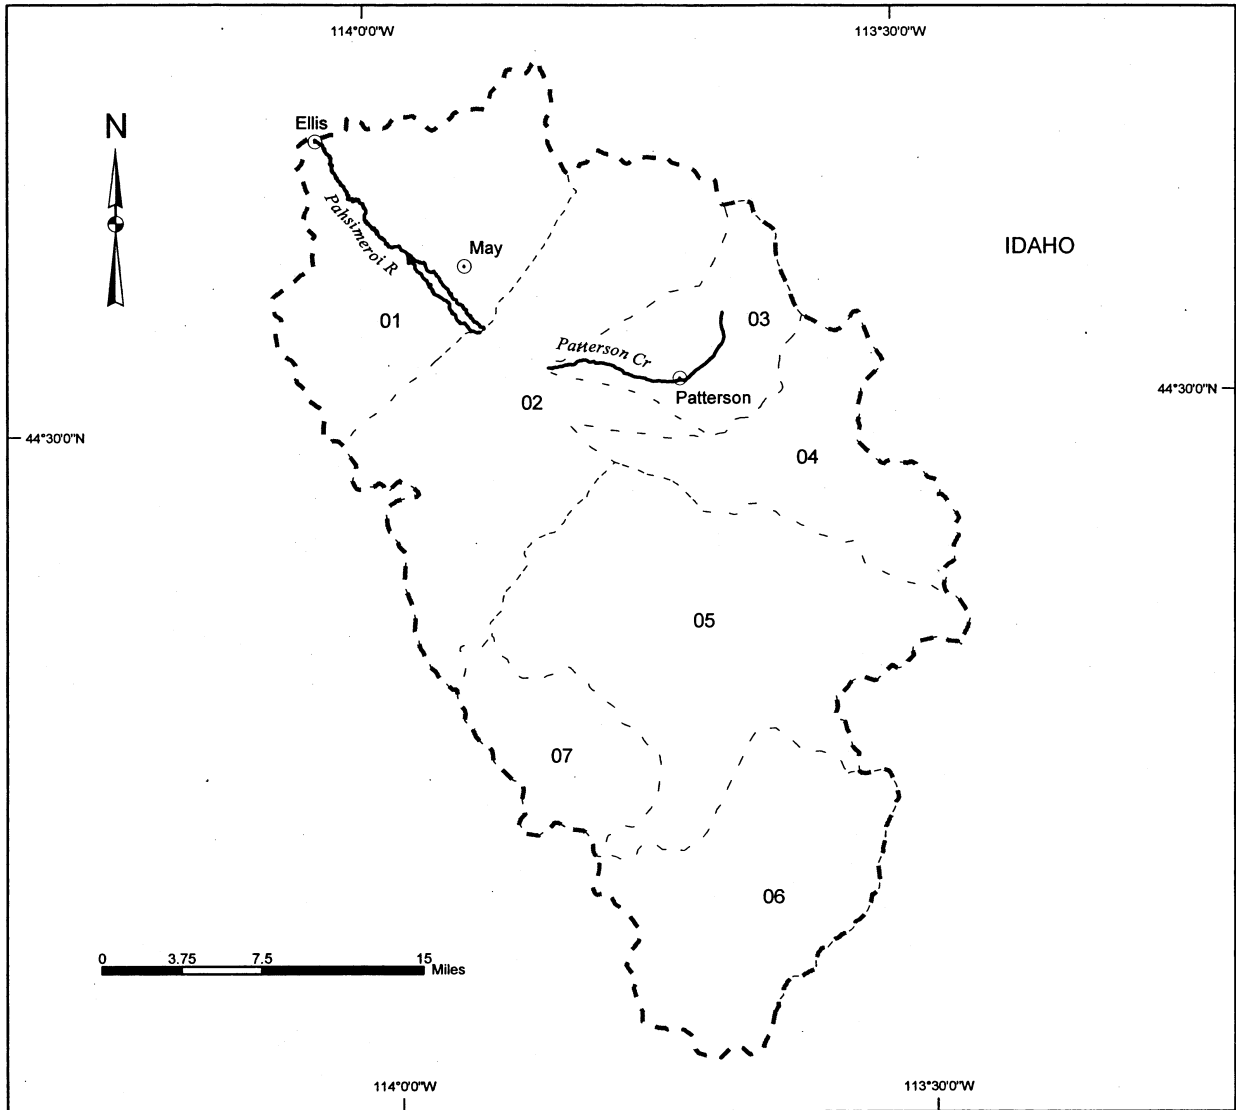 114°0'0"W
113°30'0"W
N
Ellis
Pahsimeroi R
May
IDAHO
01
03
Patterson Cr
Patterson
44°30'0"N
02
44°30'0"N
04
05
07
06
0 3.75 7.5 15
Miles
114°0'0"W
113°30'0"W